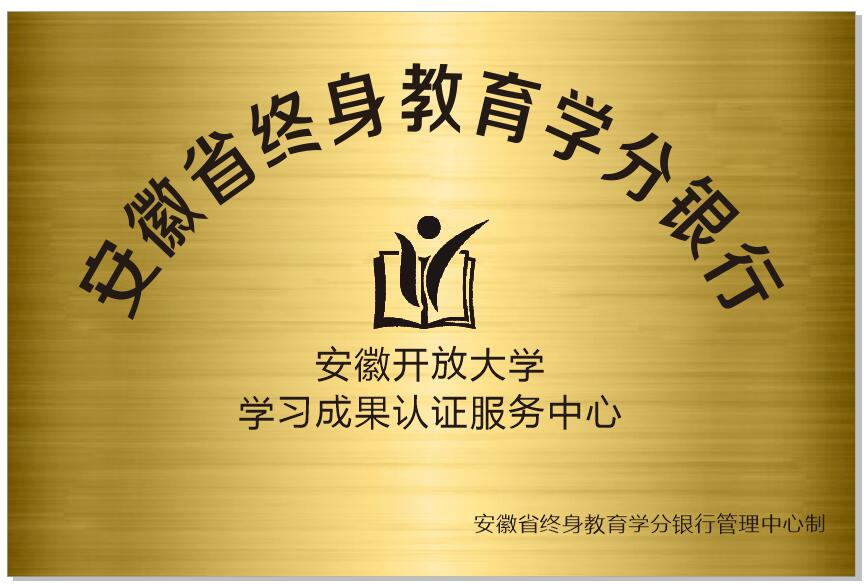 安徽省终身教育学分银行
安徽开放大学
学习成果认证服务中心
安徽省终身教育学分银行管理中心制